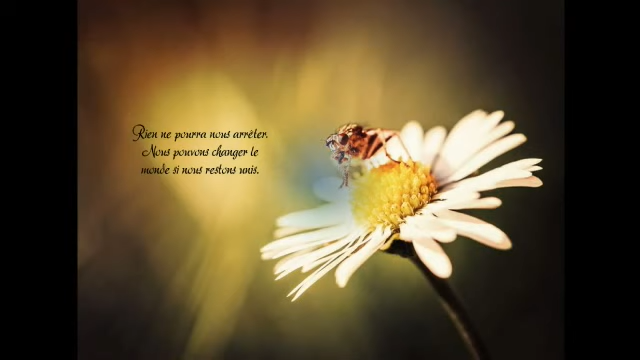 Rien ne pourra nous arrêter.
Nous pouvons changer le
monde si nous restons unis.